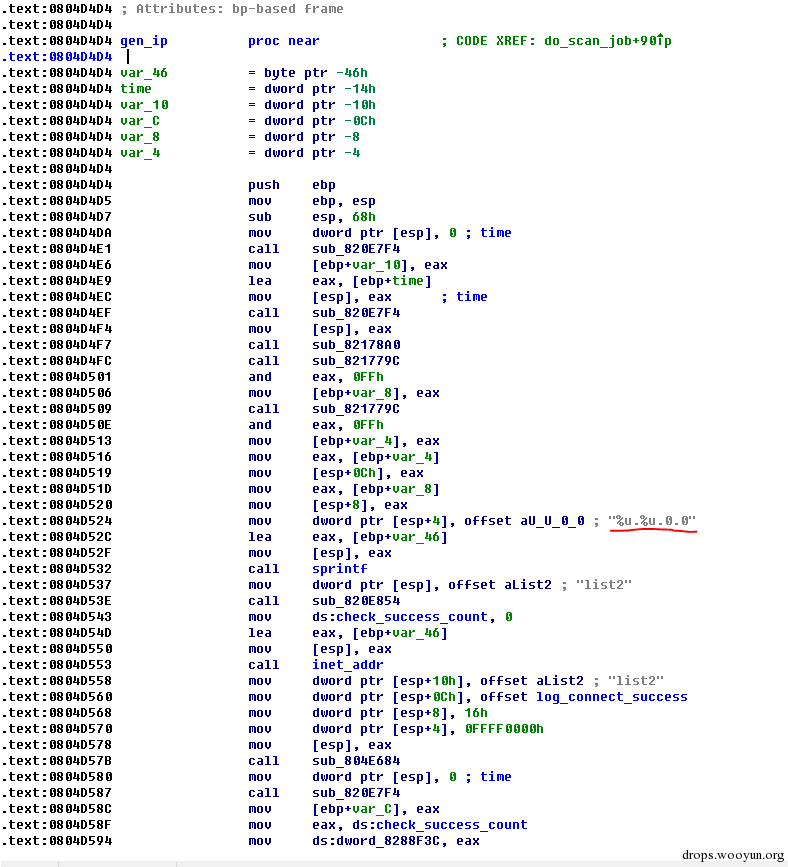 .text:0804D4D4 ; Attributes: bp-based frame
.text:0804D4D4
.text:0804D4D4 gen_ip proc near ; CODE XREF: do_scan_job+90↑p
.text:0804D4D4
.text:0804D4D4 var_46 = byte ptr -46h
.text:0804D4D4 time = dword ptr -14h
.text:0804D4D4 var_10 = dword ptr -10h
.text:0804D4D4 var_C = dword ptr -0Ch
.text:0804D4D4 var_8 = dword ptr -8
.text:0804D4D4 var_4 = dword ptr -4
.text:0804D4D4
.text:0804D4D4 push ebp
.text:0804D4D5 mov ebp, esp
.text:0804D4D7 sub esp, 68h
.text:0804D4DA mov dword ptr [esp], 0 ; time
.text:0804D4E1 call sub_820E7F4
.text:0804D4E6 mov [ebp+var_10], eax
.text:0804D4E9 lea eax, [ebp+time]
.text:0804D4EC mov [esp], eax ; time
.text:0804D4EF call sub_820E7F4
.text:0804D4F4 mov [esp], eax
.text:0804D4F7 call sub_82178A0
.text:0804D4FC call sub_821779C
.text:0804D501 and eax, 0FFh
.text:0804D506 mov [ebp+var_8], eax
.text:0804D509 call sub_821779C
.text:0804D50E and eax, 0FFh
.text:0804D513 mov [ebp+var_4], eax
.text:0804D516 mov eax, [ebp+var_4]
.text:0804D519 mov [esp+0Ch], eax
.text:0804D51D mov eax, [ebp+var_8]
.text:0804D520 mov [esp+8], eax
.text:0804D524 mov dword ptr [esp+4], offset aU_U_0_0 ; "%u.%u.0.0"
.text:0804D52C lea eax, [ebp+var_46]
.text:0804D52F mov [esp], eax
.text:0804D532 call sprintf
.text:0804D537 mov dword ptr [esp], offset aList2 ; "list2"
.text:0804D53E call sub_820E854
.text:0804D543 mov ds:check_success_count, 0
.text:0804D54D lea eax, [ebp+var_46]
.text:0804D550 mov [esp], eax
.text:0804D553 call inet_addr
.text:0804D558 mov dword ptr [esp+10h], offset aList2 ; "list2"
.text:0804D560 mov dword ptr [esp+0Ch], offset log_connect_success
.text:0804D568 mov dword ptr [esp+8], 16h
.text:0804D570 mov dword ptr [esp+4], 0FFFF0000h
.text:0804D578 mov [esp], eax
.text:0804D57B call sub_804E684
.text:0804D580 mov dword ptr [esp], 0 ; time
.text:0804D587 call sub_820E7F4
.text:0804D58C mov [ebp+var_C], eax
.text:0804D58F mov eax, ds:check_success_count
.text:0804D594 mov ds:dword_8288F3C, eax
drops.wooyun.org